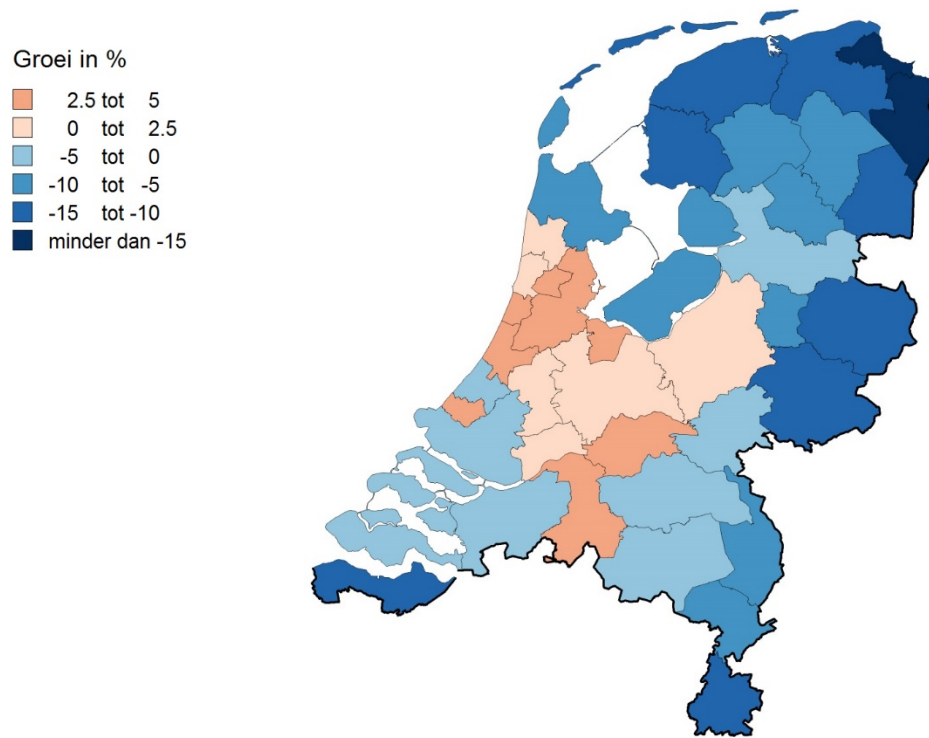 Groei in %
2.5 tot 5
0 tot 2.5
-5 tot 0
-10 tot -5
-15 tot -10
minder dan -15